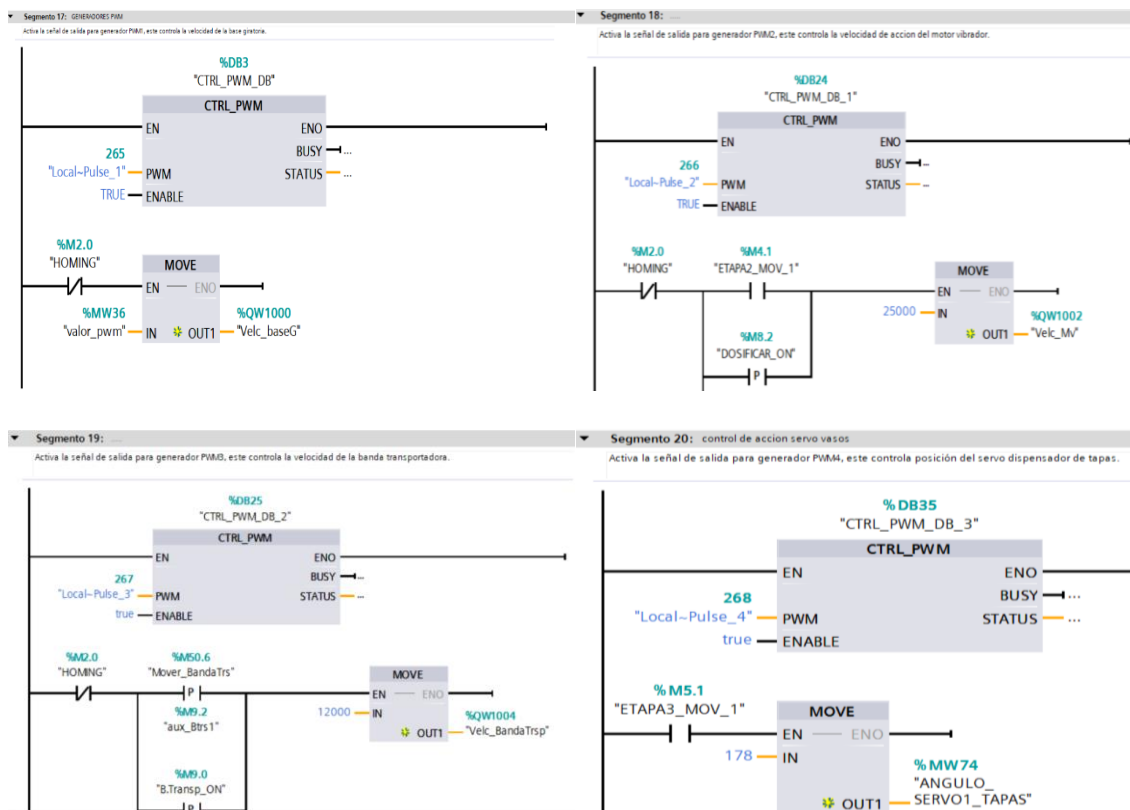 Segmento 17: GENERADORES PWM
Activa la señal de salida para generador PWM1, este controla la velocidad de la base giratoria.
%DB3
"CTRL_PWM_DB"
CTRL_PWM
EN ENO
BUSY ...
265
"Local~Pulse_1" PWM STATUS ...
TRUE ENABLE
%M2.0
"HOMING"
MOVE
EN ENO
%MW36
"valor_pwm" IN OUT1
%QW1000
"Velc_baseG"
Segmento 18: ......
Activa la señal de salida para generador PWM2, este controla la velocidad de accion del motor vibrador.
%DB24
"CTRL_PWM_DB_1"
CTRL_PWM
EN ENO
BUSY ...
266
"Local~Pulse_2" PWM STATUS ...
TRUE ENABLE
%M2.0
"HOMING"
%M4.1
"ETAPA2_MOV_1"
MOVE
EN ENO
25000 IN
%QW1002
OUT1 "Velc_Mv"
%M8.2
"DOSIFICAR_ON"
P
Segmento 19: ......
Activa la señal de salida para generador PWM3, este controla la velocidad de la banda transportadora.
%DB25
"CTRL_PWM_DB_2"
CTRL_PWM
EN ENO
BUSY ...
267
"Local~Pulse_3" PWM STATUS ...
true ENABLE
%M2.0
"HOMING"
%M50.6
"Mover_BandaTrs"
P
MOVE
EN ENO
12000 IN
%QW1004
OUT1 "Velc_BandaTrsp"
%M9.2
"aux_Btrs1"
%M9.0
"B.Transp_ON"
P
Segmento 20: control de accion servo vasos
Activa la señal de salida para generador PWM4, este controla posición del servo dispensador de tapas.
%DB35
"CTRL_PWM_DB_3"
CTRL_PWM
EN ENO
BUSY ...
268
"Local~Pulse_4" PWM STATUS ...
true ENABLE
%M5.1
"ETAPA3_MOV_1"
MOVE
EN ENO
178 IN
%MW74
"ANGULO_
OUT1 SERVO1_TAPAS"